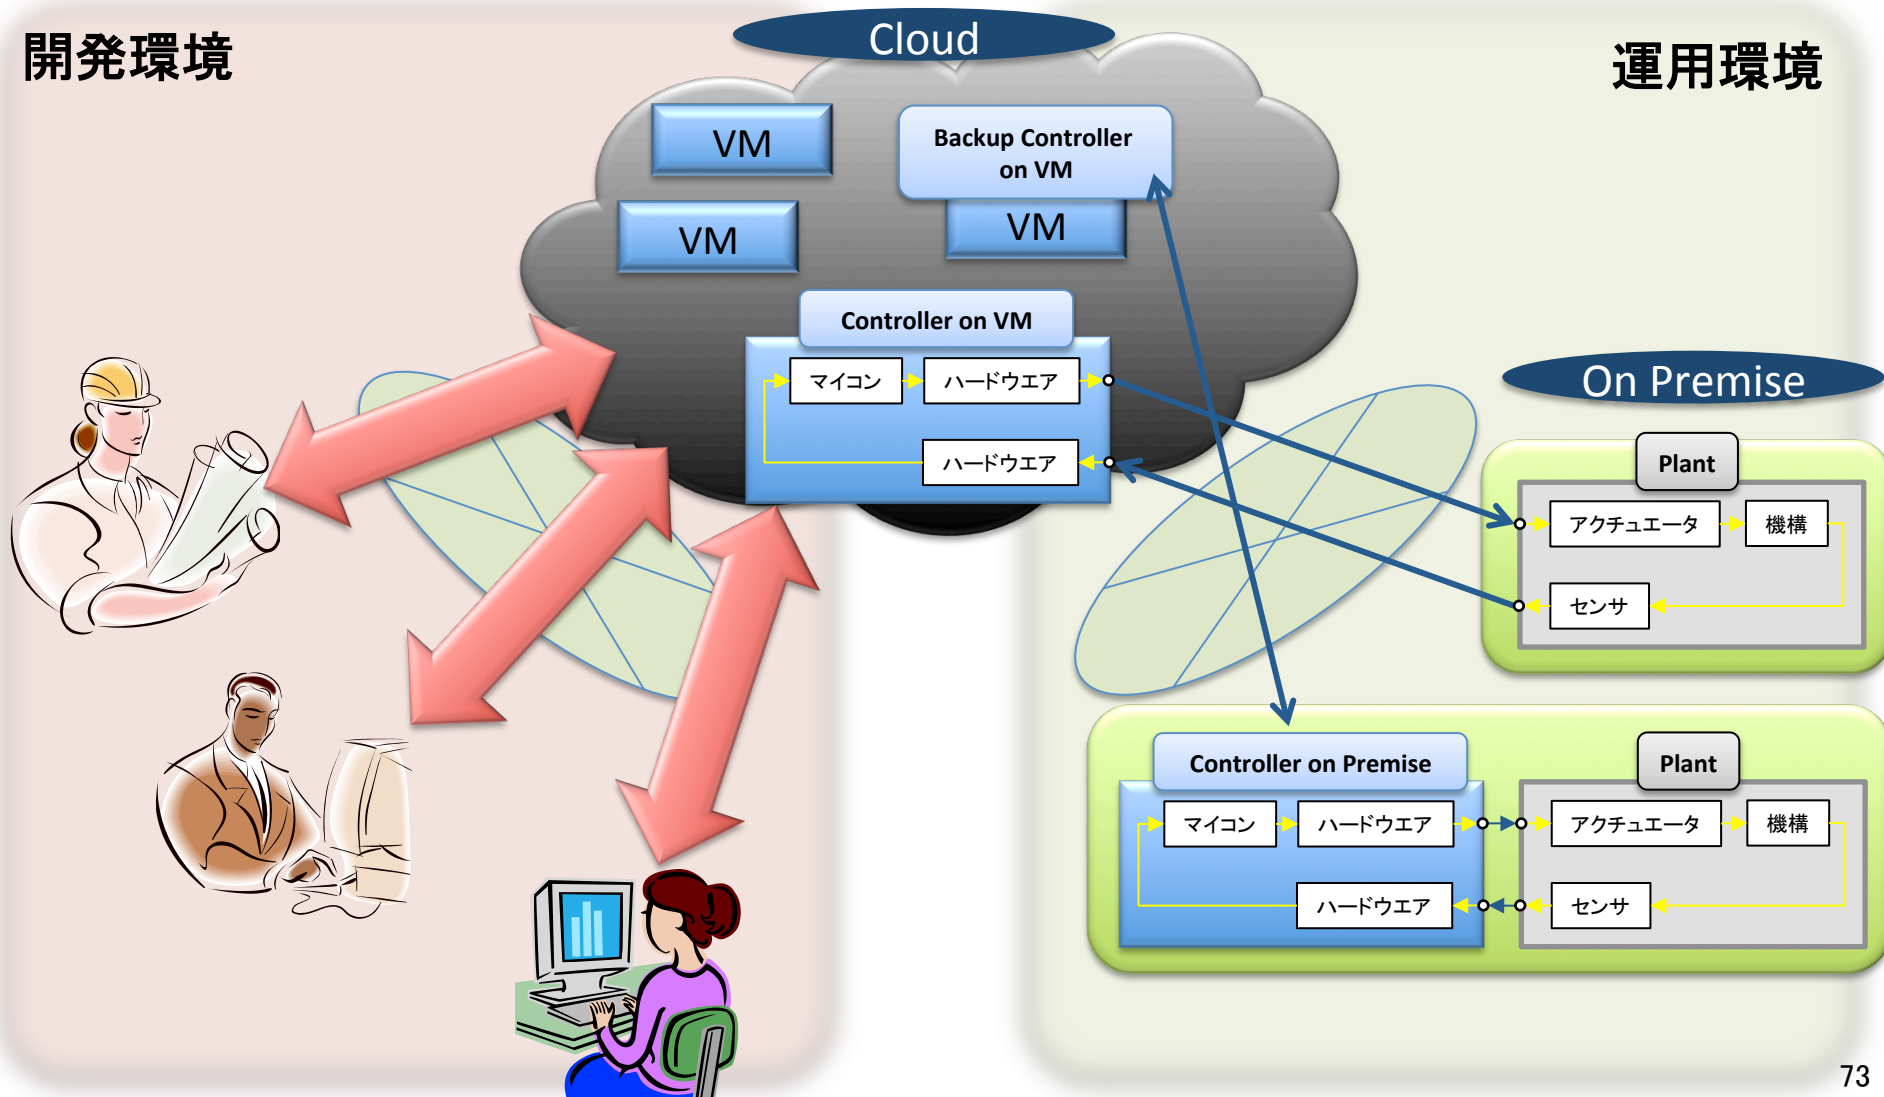 開発環境
Cloud
運用環境
VM
Backup Controller
on VM
VM
VM
Controller on VM
マイコン
ハードウエア
ハードウエア
On Premise
Plant
アクチュエータ
機構
センサ
Controller on Premise
マイコン
ハードウエア
ハードウエア
Plant
アクチュエータ
機構
センサ
73